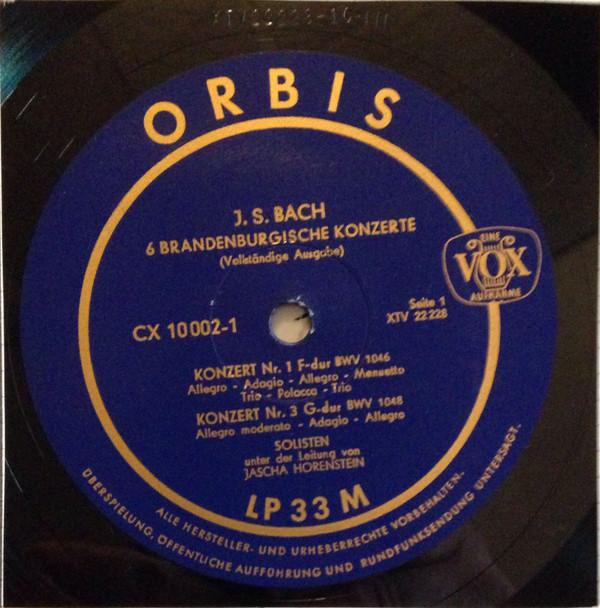 ORBIS
J. S. BACH
6 BRANDENBURGISCHE KONZERTE
(Vollständige Ausgabe)
EINE
VOX
AUFNAHME
CX 10002-1
Seite 1
XTV 22228
KONZERT Nr. 1 F-dur BWV 1046
Allegro - Adagio - Allegro - Menuetto
Trio - Polacca - Trio
KONZERT Nr. 3 G-dur BWV 1048
Allegro moderato - Adagio - Allegro
SOLISTEN
unter der Leitung von
JASCHA HORENSTEIN
LP 33 M
ALLE HERSTELLER- UND URHEBERRECHTE VORBEHALTEN.
ÜBERSPIELUNG, ÖFFENTLICHE AUFFÜHRUNG UND RUNDFUNKSENDUNG UNTERSAGT.